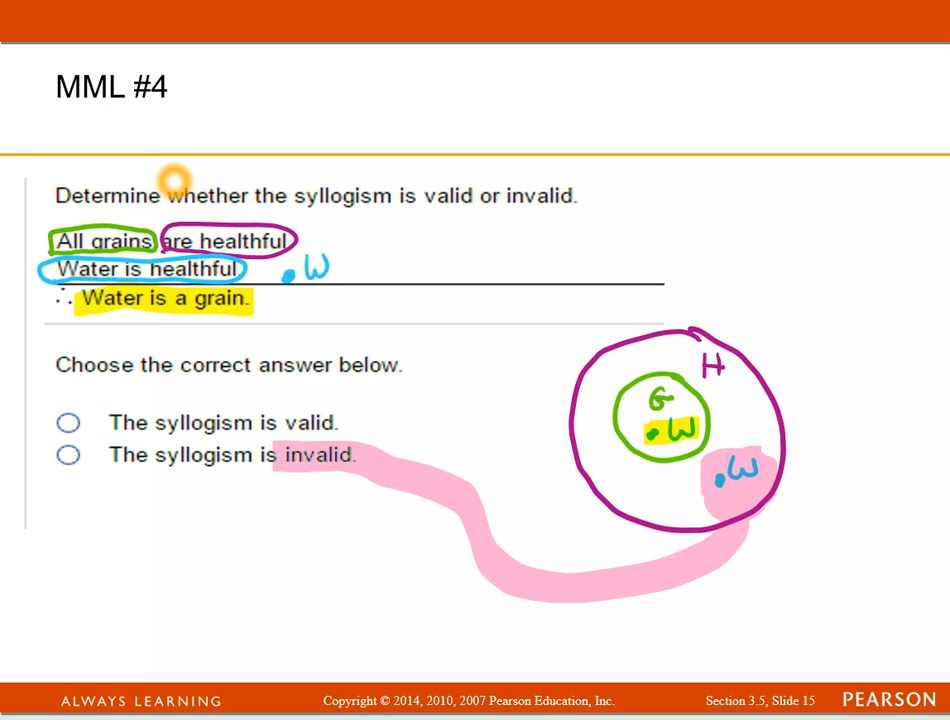 MML #4
Determine whether the syllogism is valid or invalid.
All grains are healthful
Water is healthful
.W
∴ Water is a grain.
H
G
.W
.W
Choose the correct answer below.
The syllogism is valid.
The syllogism is invalid.
ALWAYS LEARNING
Copyright © 2014, 2010, 2007 Pearson Education, Inc.
Section 3.5, Slide 15
PEARSON